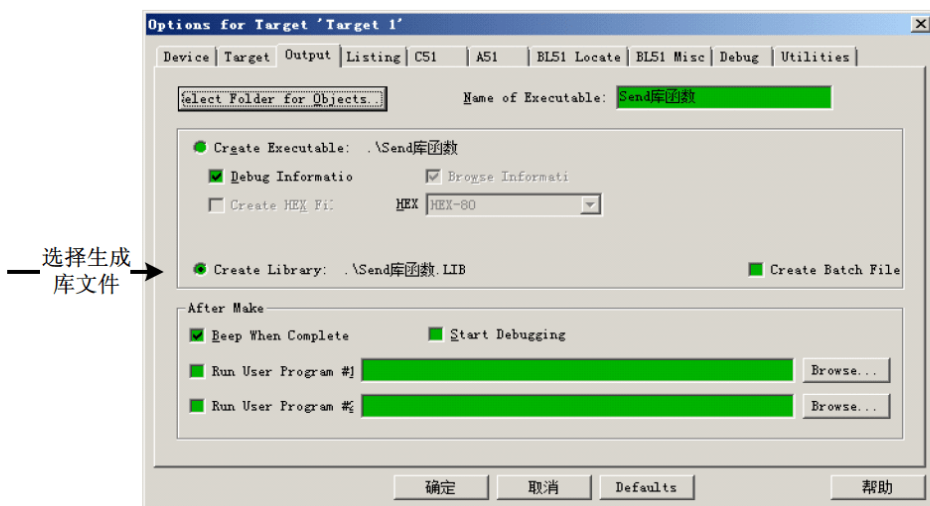 Options for Target 'Target 1'
Device Target Output Listing C51 A51 BL51 Locate BL51 Misc Debug Utilities
elect Folder for Objects.. Name of Executable: Send库函数
Create Executable: .\Send库函数
Debug Informatio Browse Informati
Create HEX Fi: HEX HEX-80
选择生成
库文件
Create Library: .\Send库函数.LIB Create Batch File
After Make
Beep When Complete Start Debugging
Run User Program #1 Browse...
Run User Program #2 Browse...
确定 取消 Defaults 帮助